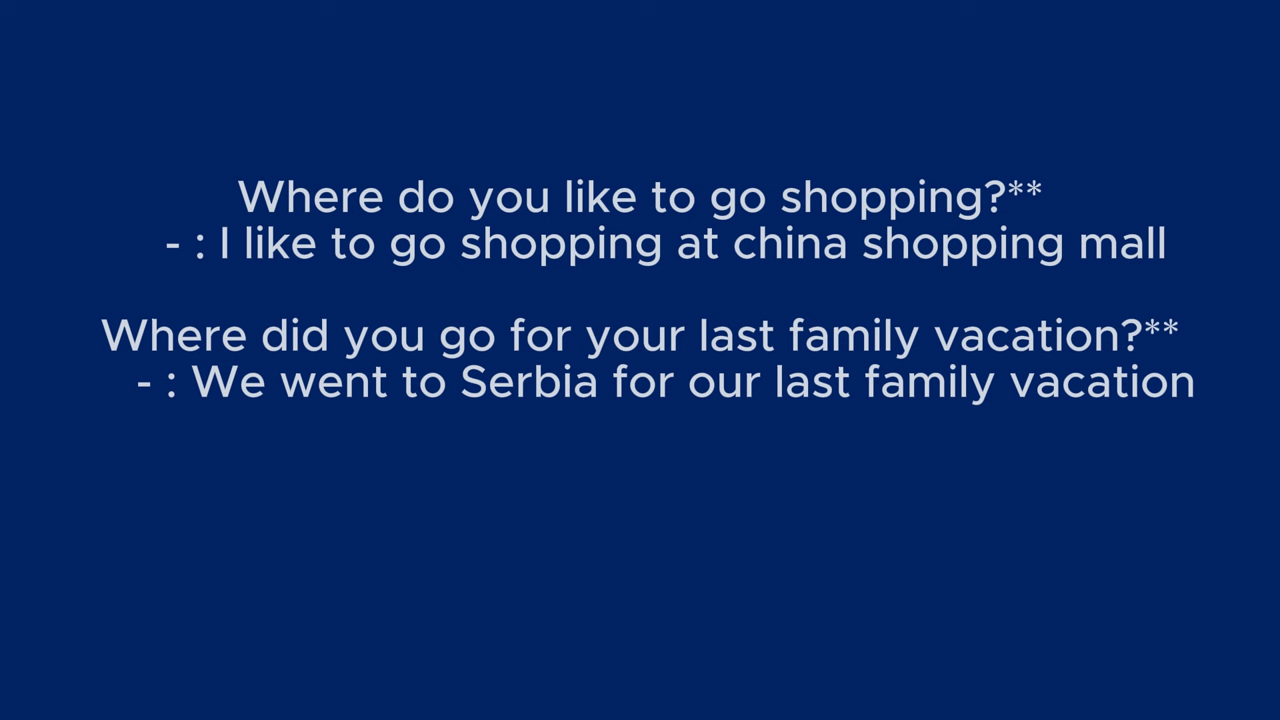 Where do you like to go shopping?**
- : I like to go shopping at china shopping mall
Where did you go for your last family vacation?**
- : We went to Serbia for our last family vacation